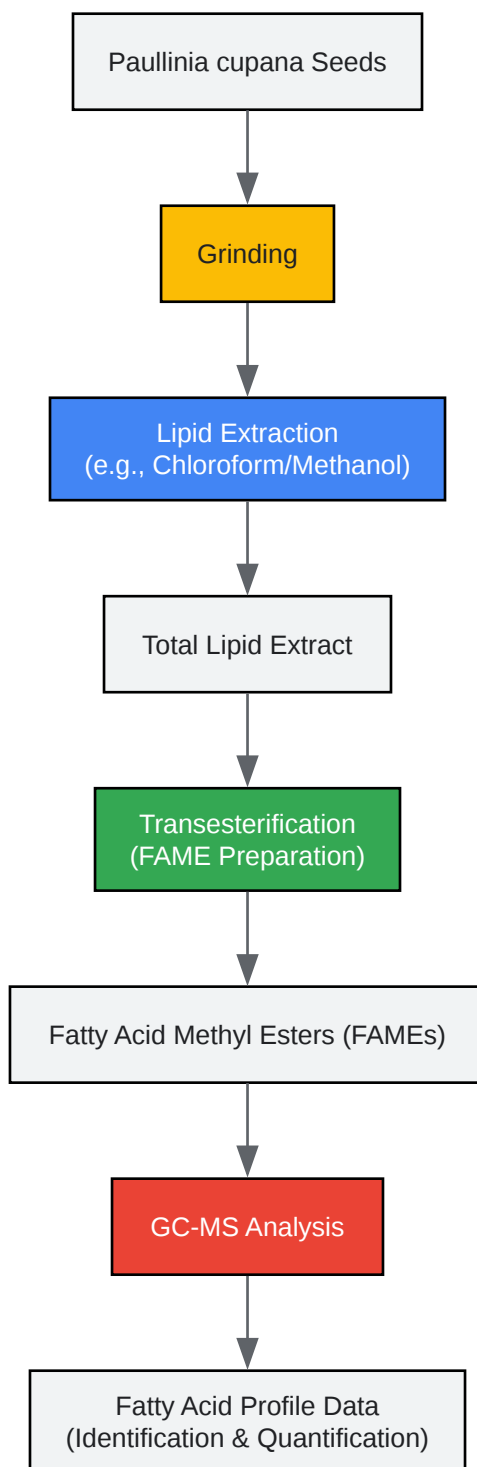 Paullinia cupana Seeds
Grinding
Lipid Extraction
(e.g., Chloroform/Methanol)
Total Lipid Extract
Transesterification
(FAME Preparation)
Fatty Acid Methyl Esters (FAMEs)
GC-MS Analysis
Fatty Acid Profile Data
(Identification & Quantification)